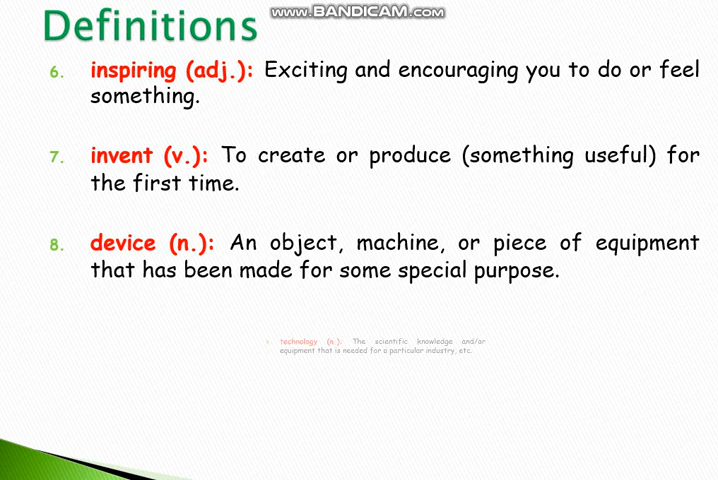 www.BANDICAM.com
Definitions
6. inspiring (adj.): Exciting and encouraging you to do or feel
something.
7. invent (v.): To create or produce (something useful) for
the first time.
8. device (n.): An object, machine, or piece of equipment
that has been made for some special purpose.
technology (n.): The scientific knowledge and/or
equipment that is needed for a particular industry, etc.